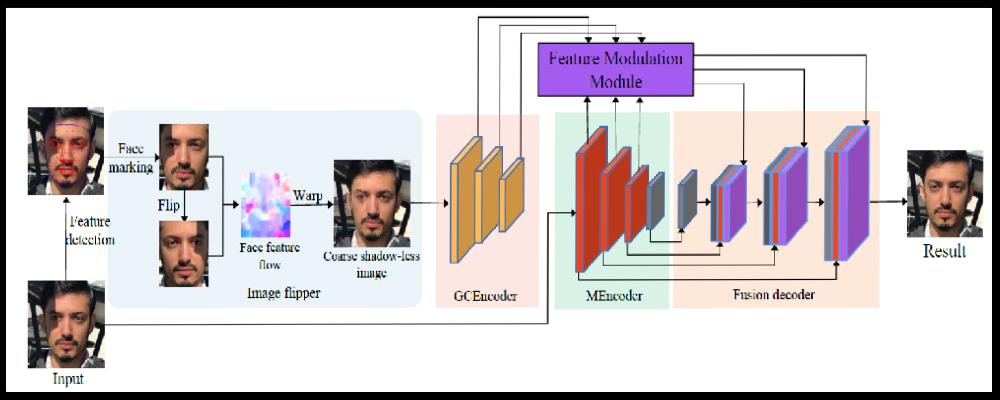 Feature Modulation
Module
Face
marking
Flip
Warp
Feature
detection
Face feature
flow
Coarse shadow-less
image
Image flipper
GCEncoder
MEncoder
Fusion decoder
Result
Input